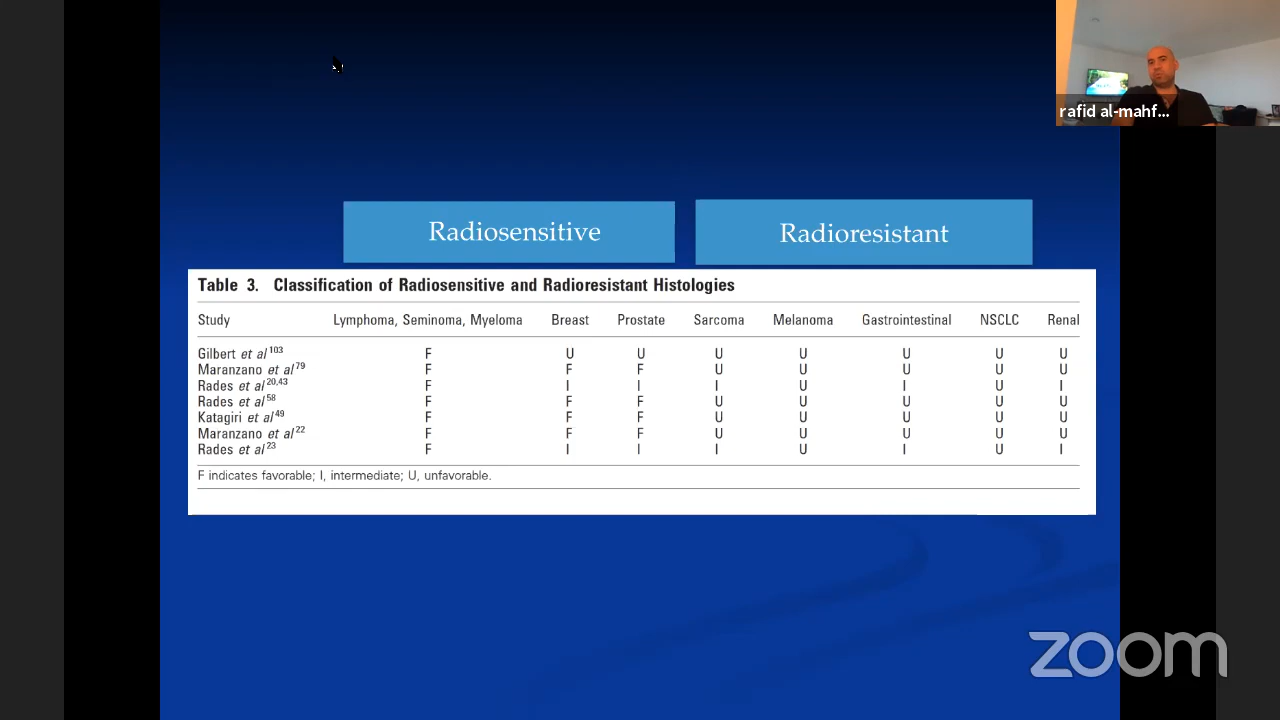 rafid al-mahf...
Radiosensitive
Radioresistant
Table 3. Classification of Radiosensitive and Radioresistant Histologies
Study Lymphoma, Seminoma, Myeloma Breast Prostate Sarcoma Melanoma Gastrointestinal NSCLC Renal
Gilbert et al103 F U U U U U U U
Maranzano et al79 F F F U U U U U
Rades et al20,43 F I I I U I U I
Rades et al58 F F F U U U U U
Katagiri et al49 F F F U U U U U
Maranzano et al22 F F F U U U U U
Rades et al23 F I I I U I U I
F indicates favorable; I, intermediate; U, unfavorable.
zoom